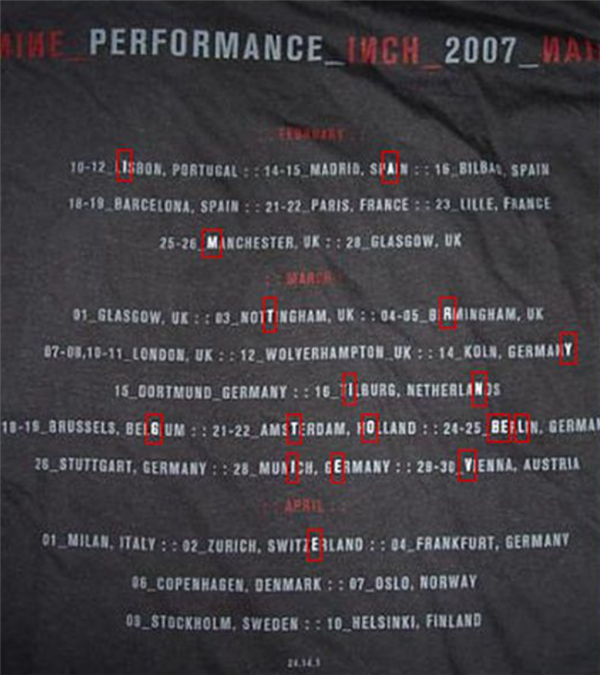 NINE_PERFORMANCE_INCH_2007_NAI
: : FEBRUARY : :
10-12_LISBON, PORTUGAL : : 14-15_MADRID, SPAIN : : 16_BILBAO, SPAIN
18-19_BARCELONA, SPAIN : : 21-22_PARIS, FRANCE : : 23_LILLE, FRANCE
25-26_MANCHESTER, UK : : 28_GLASGOW, UK
: : MARCH : :
01_GLASGOW, UK : : 03_NOTTINGHAM, UK : : 04-05_BIRMINGHAM, UK
07-08,10-11_LONDON, UK : : 12_WOLVERHAMPTON_UK : : 14_KOLN, GERMANY
15_DORTMUND_GERMANY : : 16_TILBURG, NETHERLANDS
18-19_BRUSSELS, BELGIUM : : 21-22_AMSTERDAM, HOLLAND : : 24-25_BERLIN, GERMAN
26_STUTTGART, GERMANY : : 28_MUNICH, GERMANY : : 29-30_VIENNA, AUSTRIA
: : APRIL : :
01_MILAN, ITALY : : 02_ZURICH, SWITZERLAND : : 04_FRANKFURT, GERMANY
06_COPENHAGEN, DENMARK : : 07_OSLO, NORWAY
09_STOCKHOLM, SWEDEN : : 10_HELSINKI, FINLAND